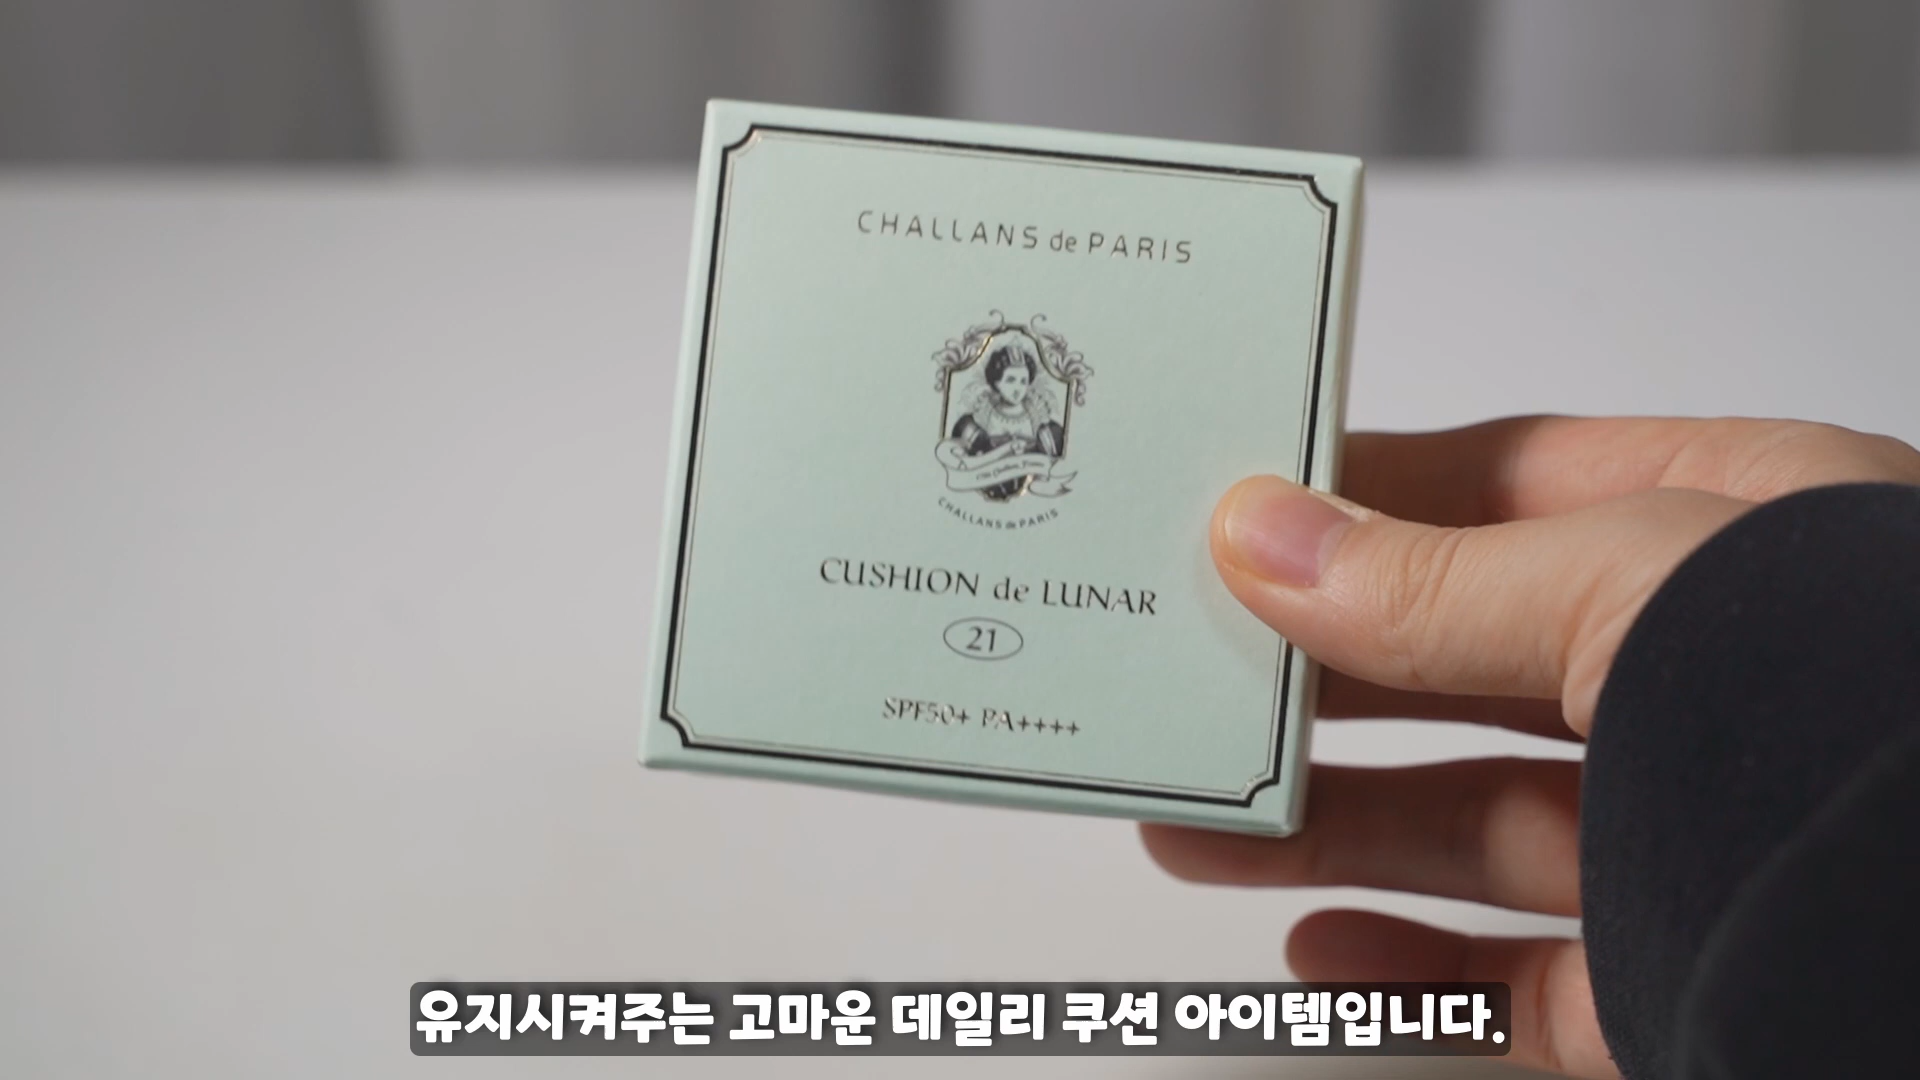 CHALLANS de PARIS
CHALLANS de PARIS
CUSHION de LUNAR
21
SPF50+ PA++++
유지시켜주는 고마운 데일리 쿠션 아이템입니다.